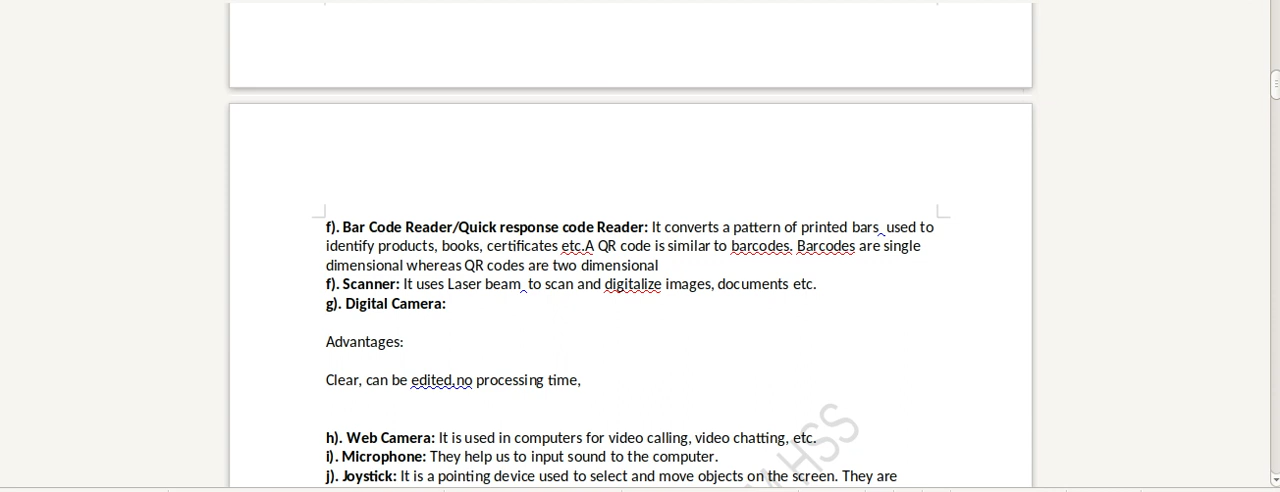 f). Bar Code Reader/Quick response code Reader: It converts a pattern of printed bars used to
identify products, books, certificates etc.A QR code is similar to barcodes. Barcodes are single
dimensional whereas QR codes are two dimensional
f). Scanner: It uses Laser beam to scan and digitalize images, documents etc.
g). Digital Camera:
Advantages:
Clear, can be edited,no processing time,
h). Web Camera: It is used in computers for video calling, video chatting, etc.
i). Microphone: They help us to input sound to the computer.
j). Joystick: It is a pointing device used to select and move objects on the screen. They are
HSS